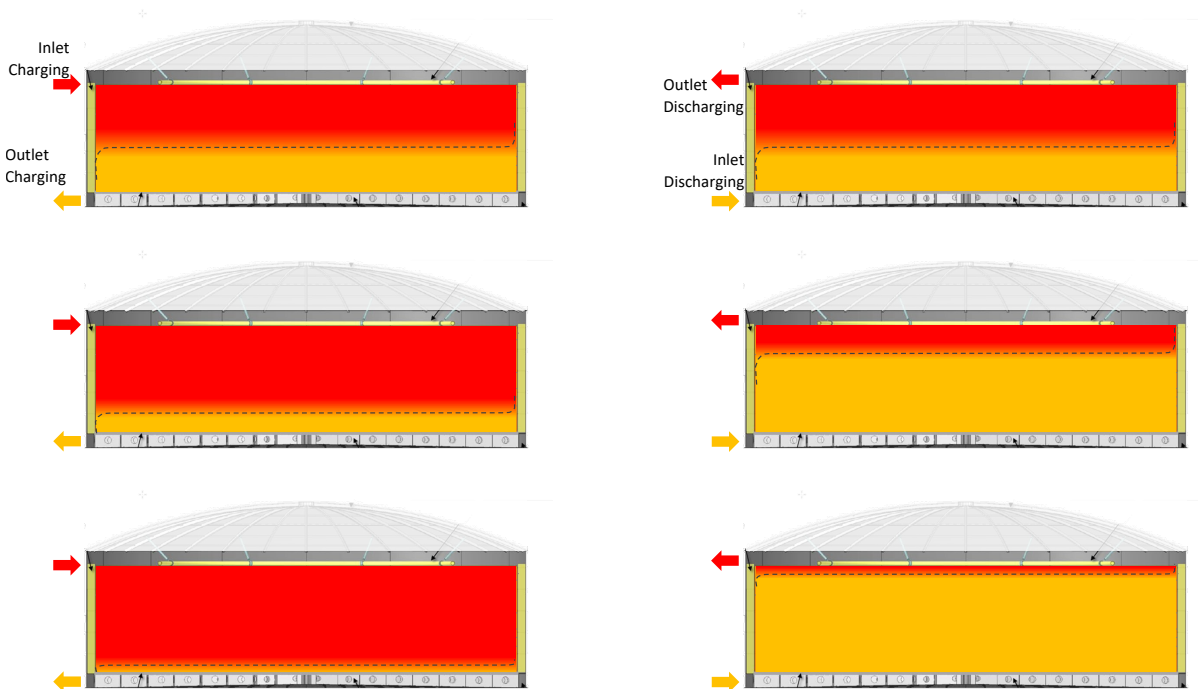 Inlet
Charging
Outlet
Charging
Outlet
Discharging
Inlet
Discharging